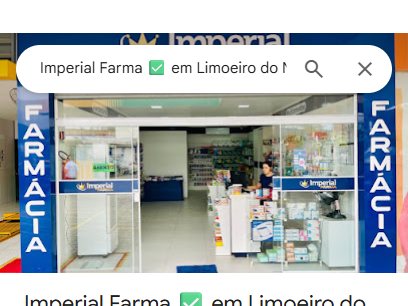 Imperial
Imperial Farma ✅ em Limoeiro do N
FARMÁCIA
FARMÁCIA
Imperial
Imperial
Imperial Farma ✅ em Limoeiro do